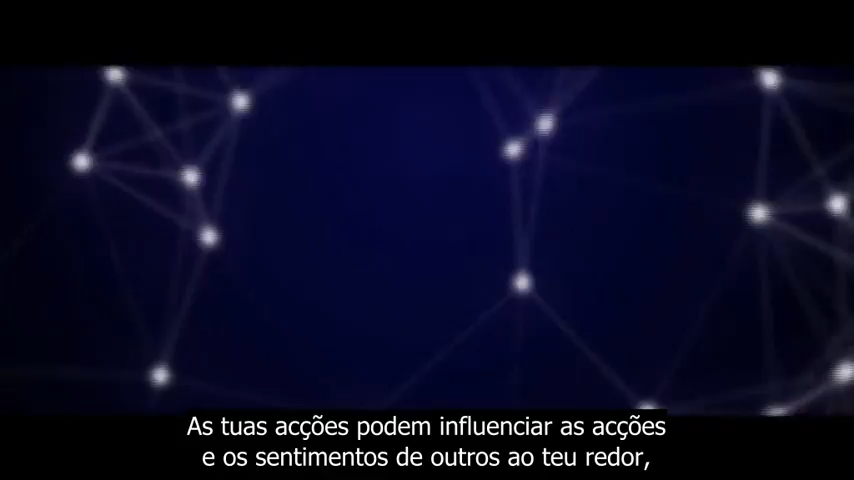 As tuas acções podem influenciar as acções
e os sentimentos de outros ao teu redor,